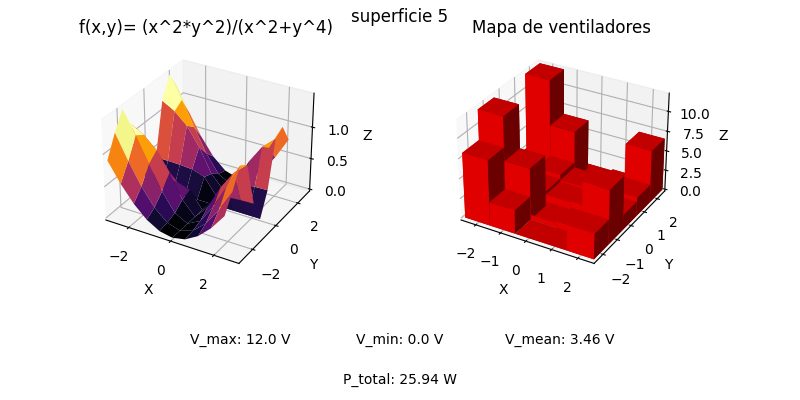 superficie 5
f(x,y)= (x^2*y^2)/(x^2+y^4)
Mapa de ventiladores
1.0
0.5
0.0
Z
−2
0
2
X
−2
0
2
Y
10.0
7.5
5.0
2.5
0.0
Z
−2
−1
0
1
2
X
−2
−1
0
1
2
Y
V_max: 12.0 V
V_min: 0.0 V
V_mean: 3.46 V
P_total: 25.94 W